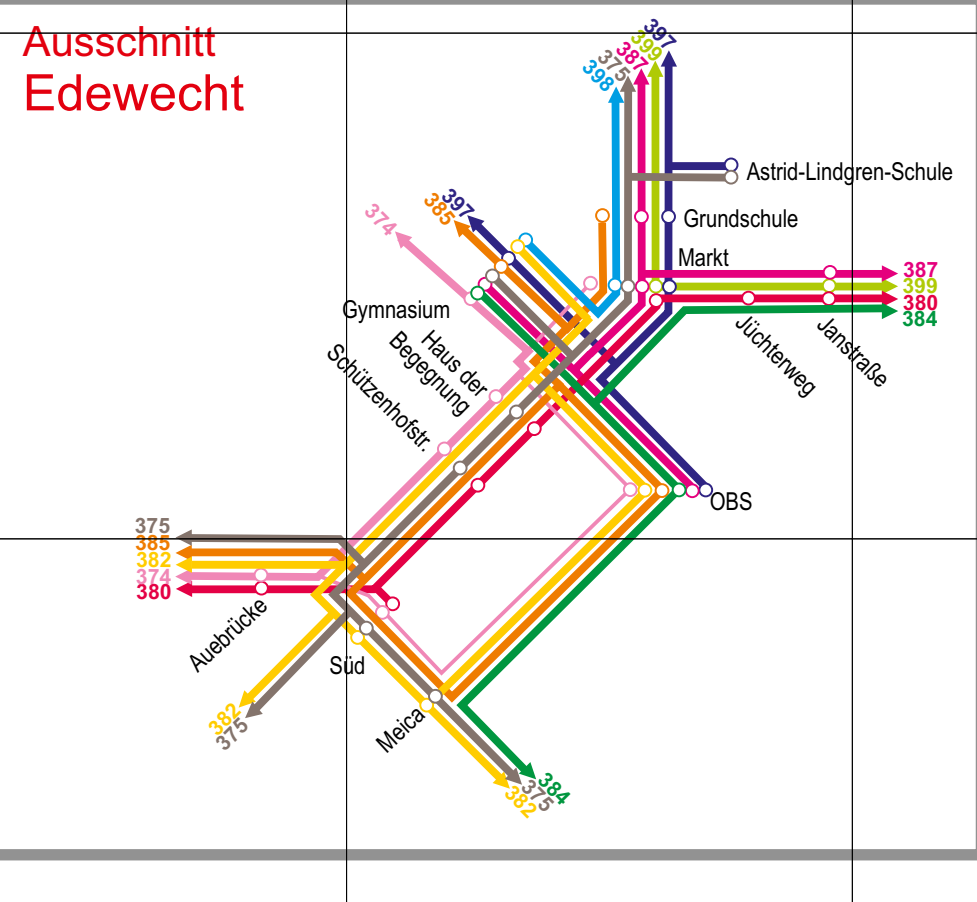 Ausschnitt
Edewecht
397
399
387
375
398
Astrid-Lindgren-Schule
Grundschule
Markt
397
385
374
387
399
380
384
Gymnasium
Haus der
Begegnung
Schützenhofstr.
Jüchterweg
Janstraße
OBS
375
385
382
374
380
Auebrücke
Süd
Meica
382
375
384
375
382